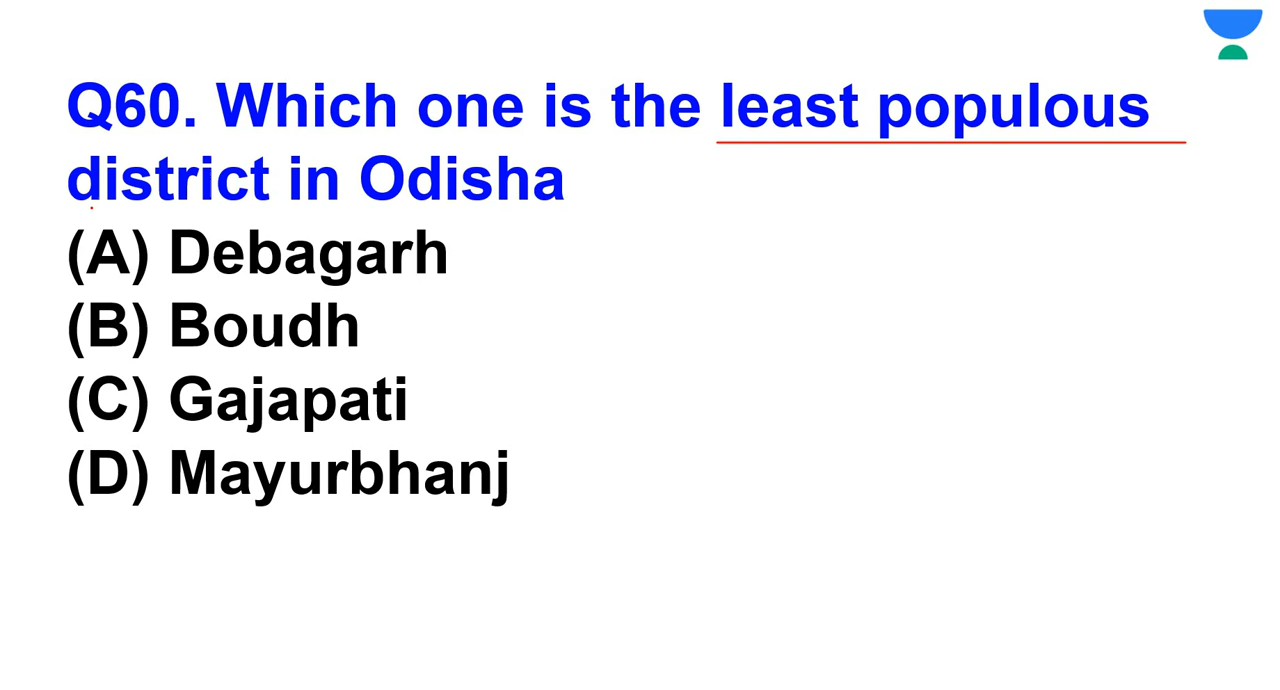 Q60. Which one is the least populous
district in Odisha
(A) Debagarh
(B) Boudh
(C) Gajapati
(D) Mayurbhanj